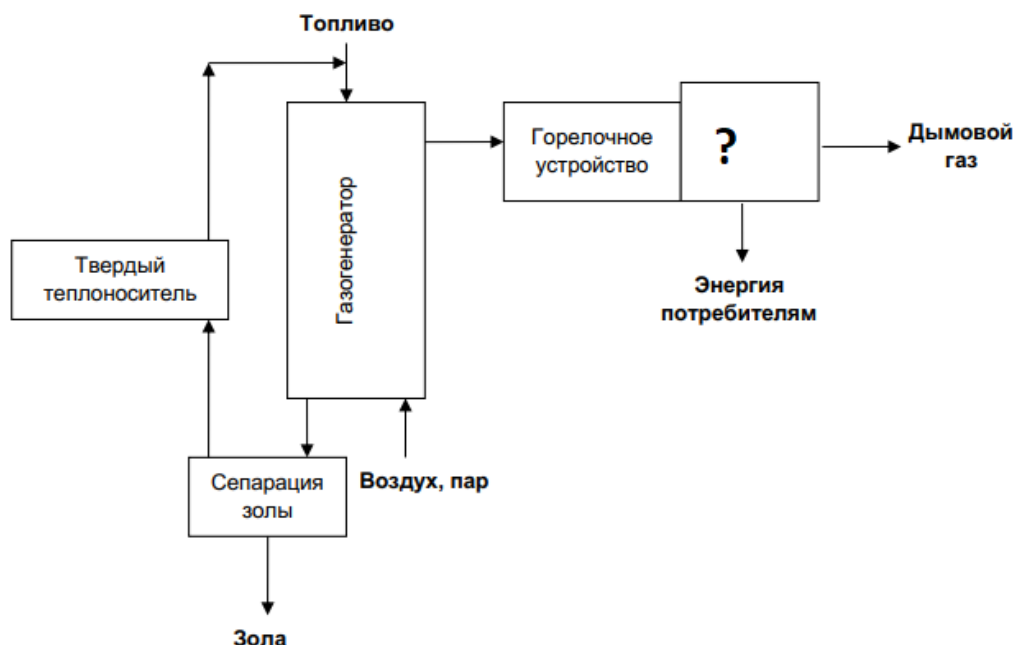 Топливо
Горелочное
устройство
?
Дымовой
газ
Газогенератор
Твердый
теплоноситель
Энергия
потребителям
Сепарация
золы
Воздух, пар
Зола